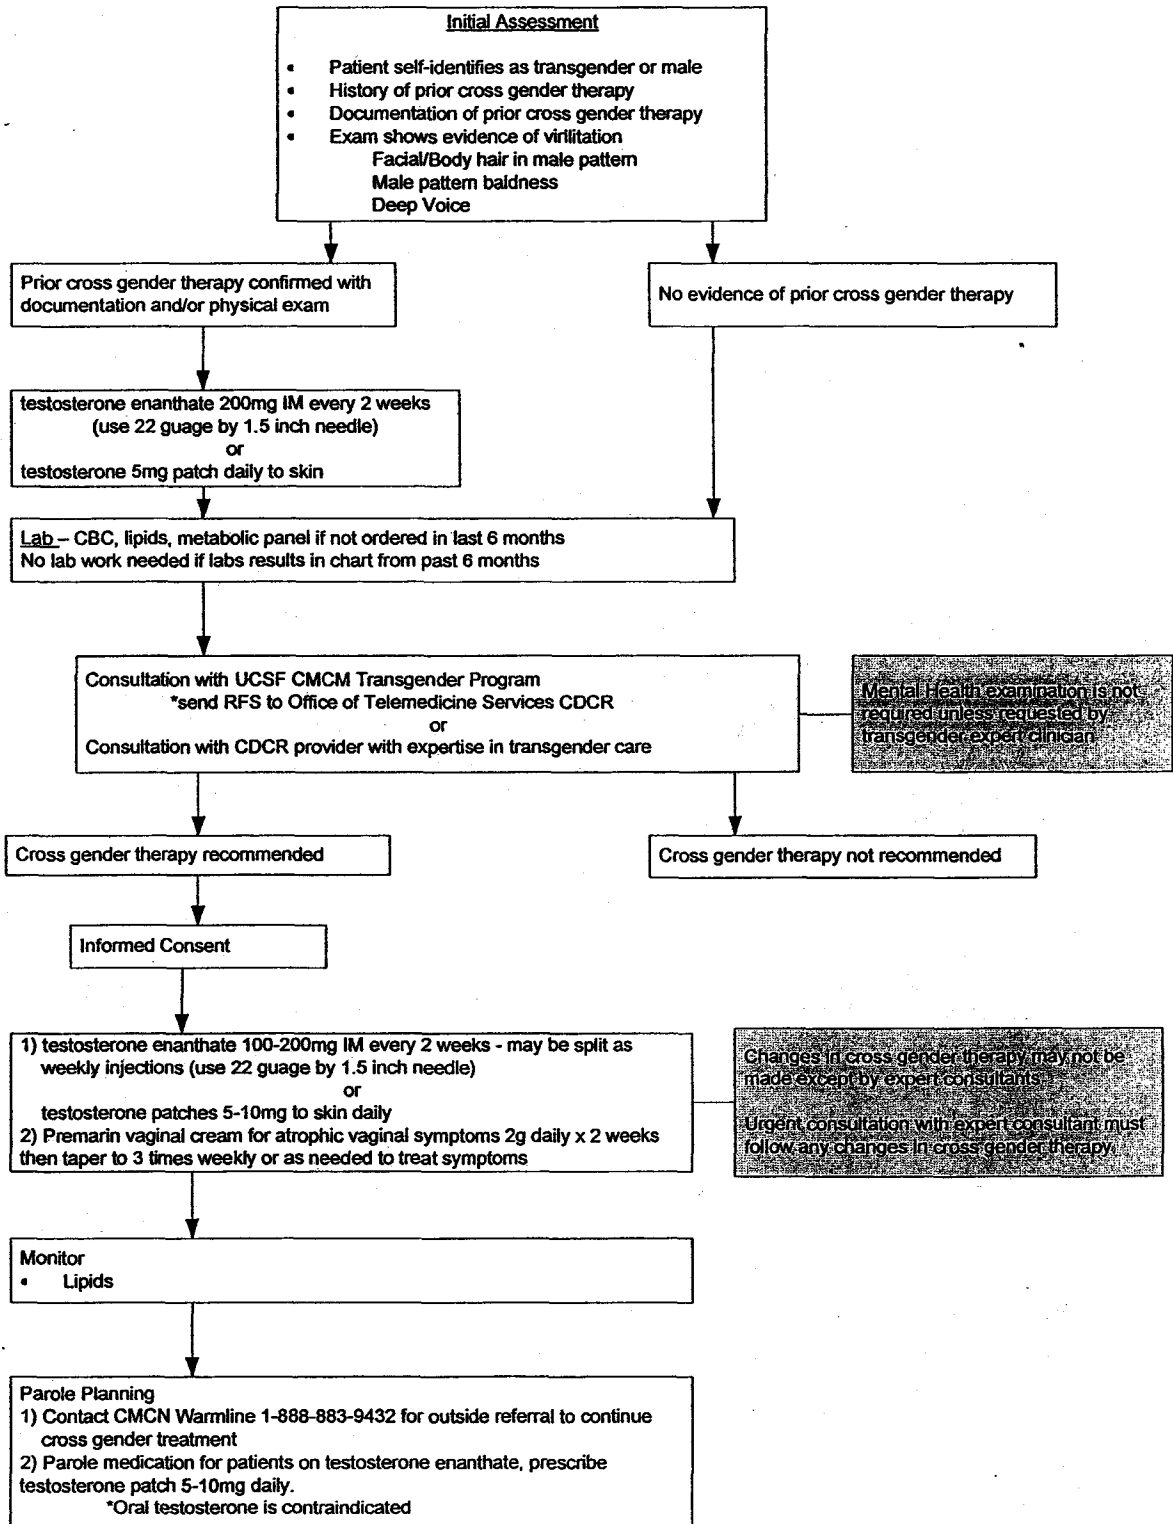 Initial Assessment
• Patient self-identifies as transgender or male
• History of prior cross gender therapy
• Documentation of prior cross gender therapy
• Exam shows evidence of virilitation
Facial/Body hair in male pattern
Male pattern baldness
Deep Voice
Prior cross gender therapy confirmed with
documentation and/or physical exam
No evidence of prior cross gender therapy
testosterone enanthate 200mg IM every 2 weeks
(use 22 guage by 1.5 inch needle)
or
testosterone 5mg patch daily to skin
Lab – CBC, lipids, metabolic panel if not ordered in last 6 months
No lab work needed if labs results in chart from past 6 months
Consultation with UCSF CMCM Transgender Program
*send RFS to Office of Telemedicine Services CDCR
or
Consultation with CDCR provider with expertise in transgender care
Mental Health examination is not
required unless requested by
transgender expert clinician
Cross gender therapy recommended
Cross gender therapy not recommended
Informed Consent
1) testosterone enanthate 100-200mg IM every 2 weeks - may be split as
weekly injections (use 22 guage by 1.5 inch needle)
or
testosterone patches 5-10mg to skin daily
2) Premarin vaginal cream for atrophic vaginal symptoms 2g daily x 2 weeks
then taper to 3 times weekly or as needed to treat symptoms
Changes in cross gender therapy may not be
made except by expert consultants
Urgent consultation with expert consultant must
follow any changes in cross gender therapy.
Monitor
• Lipids
Parole Planning
1) Contact CMCN Warmline 1-888-883-9432 for outside referral to continue
cross gender treatment
2) Parole medication for patients on testosterone enanthate, prescribe
testosterone patch 5-10mg daily.
*Oral testosterone is contraindicated